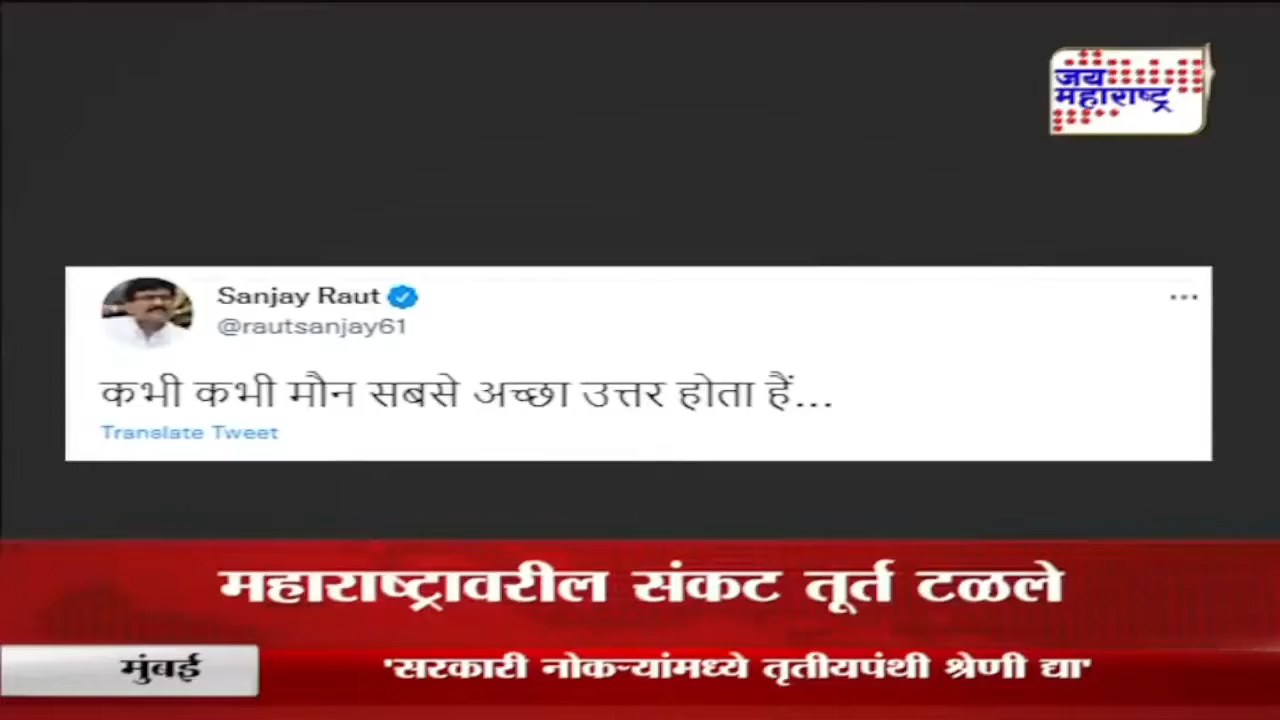 जय
महाराष्ट्र
Sanjay Raut
@rautsanjay61
कभी कभी मौन सबसे अच्छा उत्तर होता हैं...
Translate Tweet
महाराष्ट्रावरील संकट तूर्त टळले
मुंबई
'सरकारी नोकऱ्यांमध्ये तृतीयपंथी श्रेणी द्या'